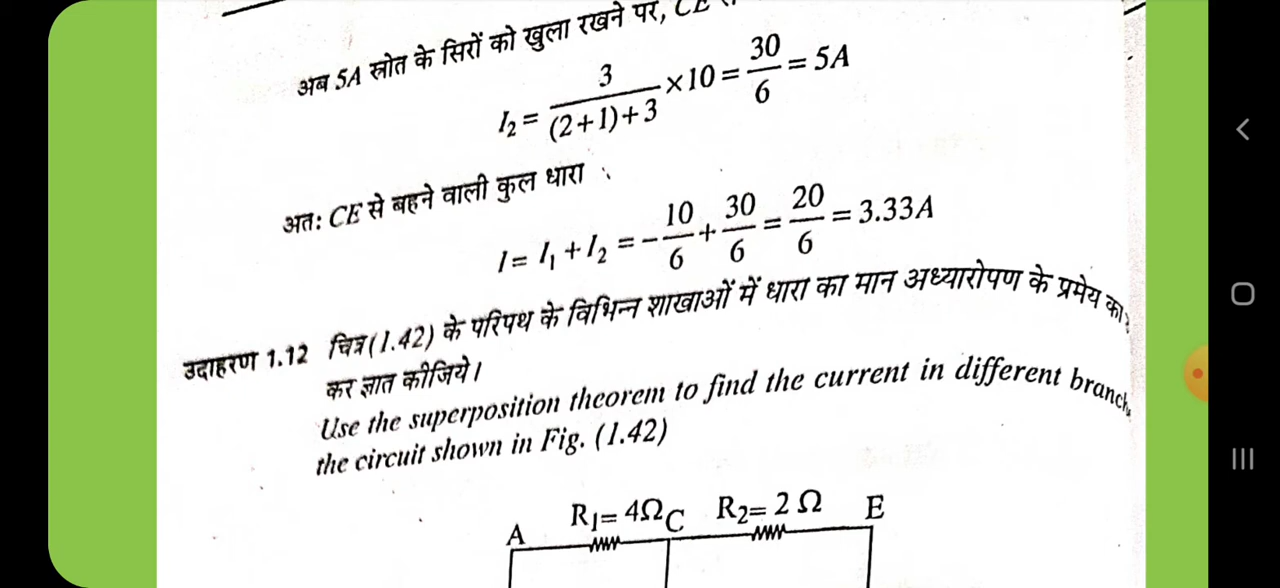 अब 5A स्रोत के सिरों को खुला रखने पर, CE
I₂ = 3/((2+1)+3) ×10 = 30/6 = 5A
अत: CE से बहने वाली कुल धारा
I = I₁ + I₂ = −10/6 + 30/6 = 20/6 = 3.33A
उदाहरण 1.12 चित्र (1.42) के परिपथ के विभिन्न शाखाओं में धारा का मान अध्यारोपण के प्रमेय का
कर ज्ञात कीजिये।
Use the superposition theorem to find the current in different
the circuit shown in Fig. (1.42)
A R₁= 4Ω C R₂= 2 Ω E